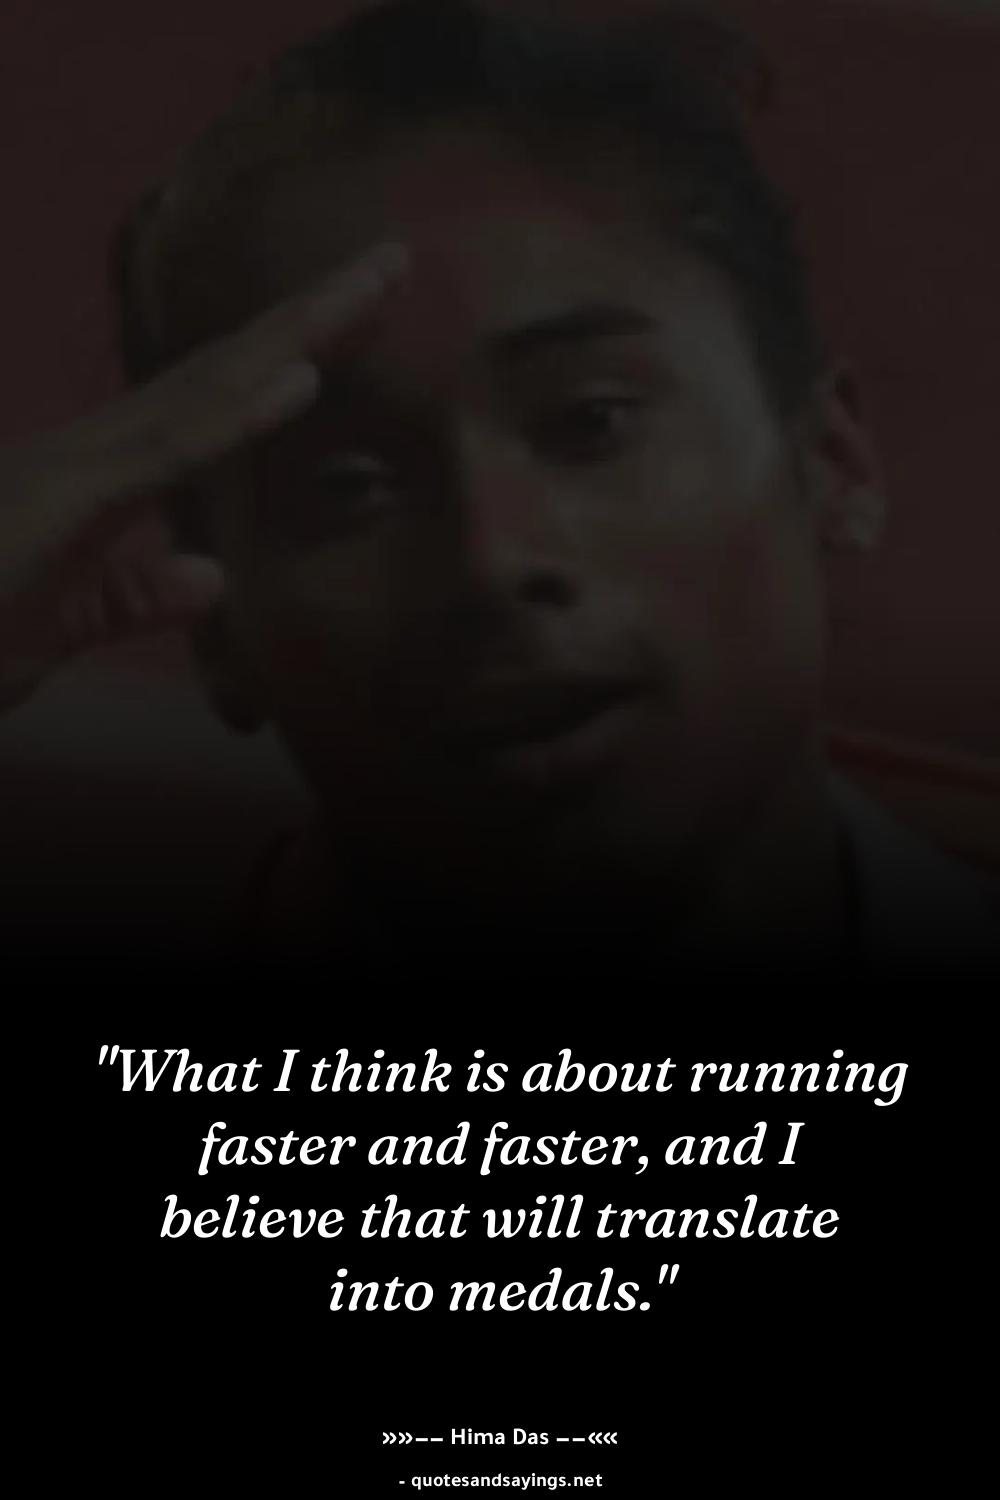 "What I think is about running
faster and faster, and I
believe that will translate
into medals."
»»−− Hima Das −−««
- quotesandsayings.net